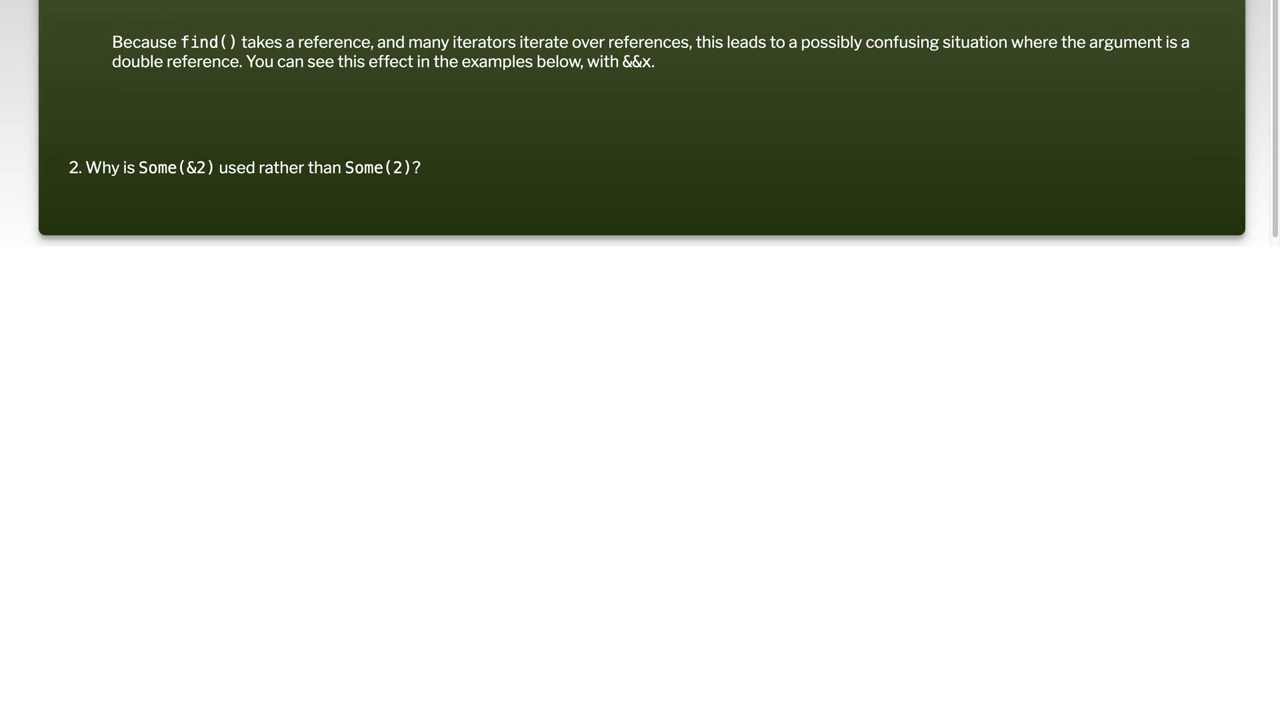 Because find() takes a reference, and many iterators iterate over references, this leads to a possibly confusing situation where the argument is a
double reference. You can see this effect in the examples below, with &&x.
2. Why is Some(&2) used rather than Some(2)?